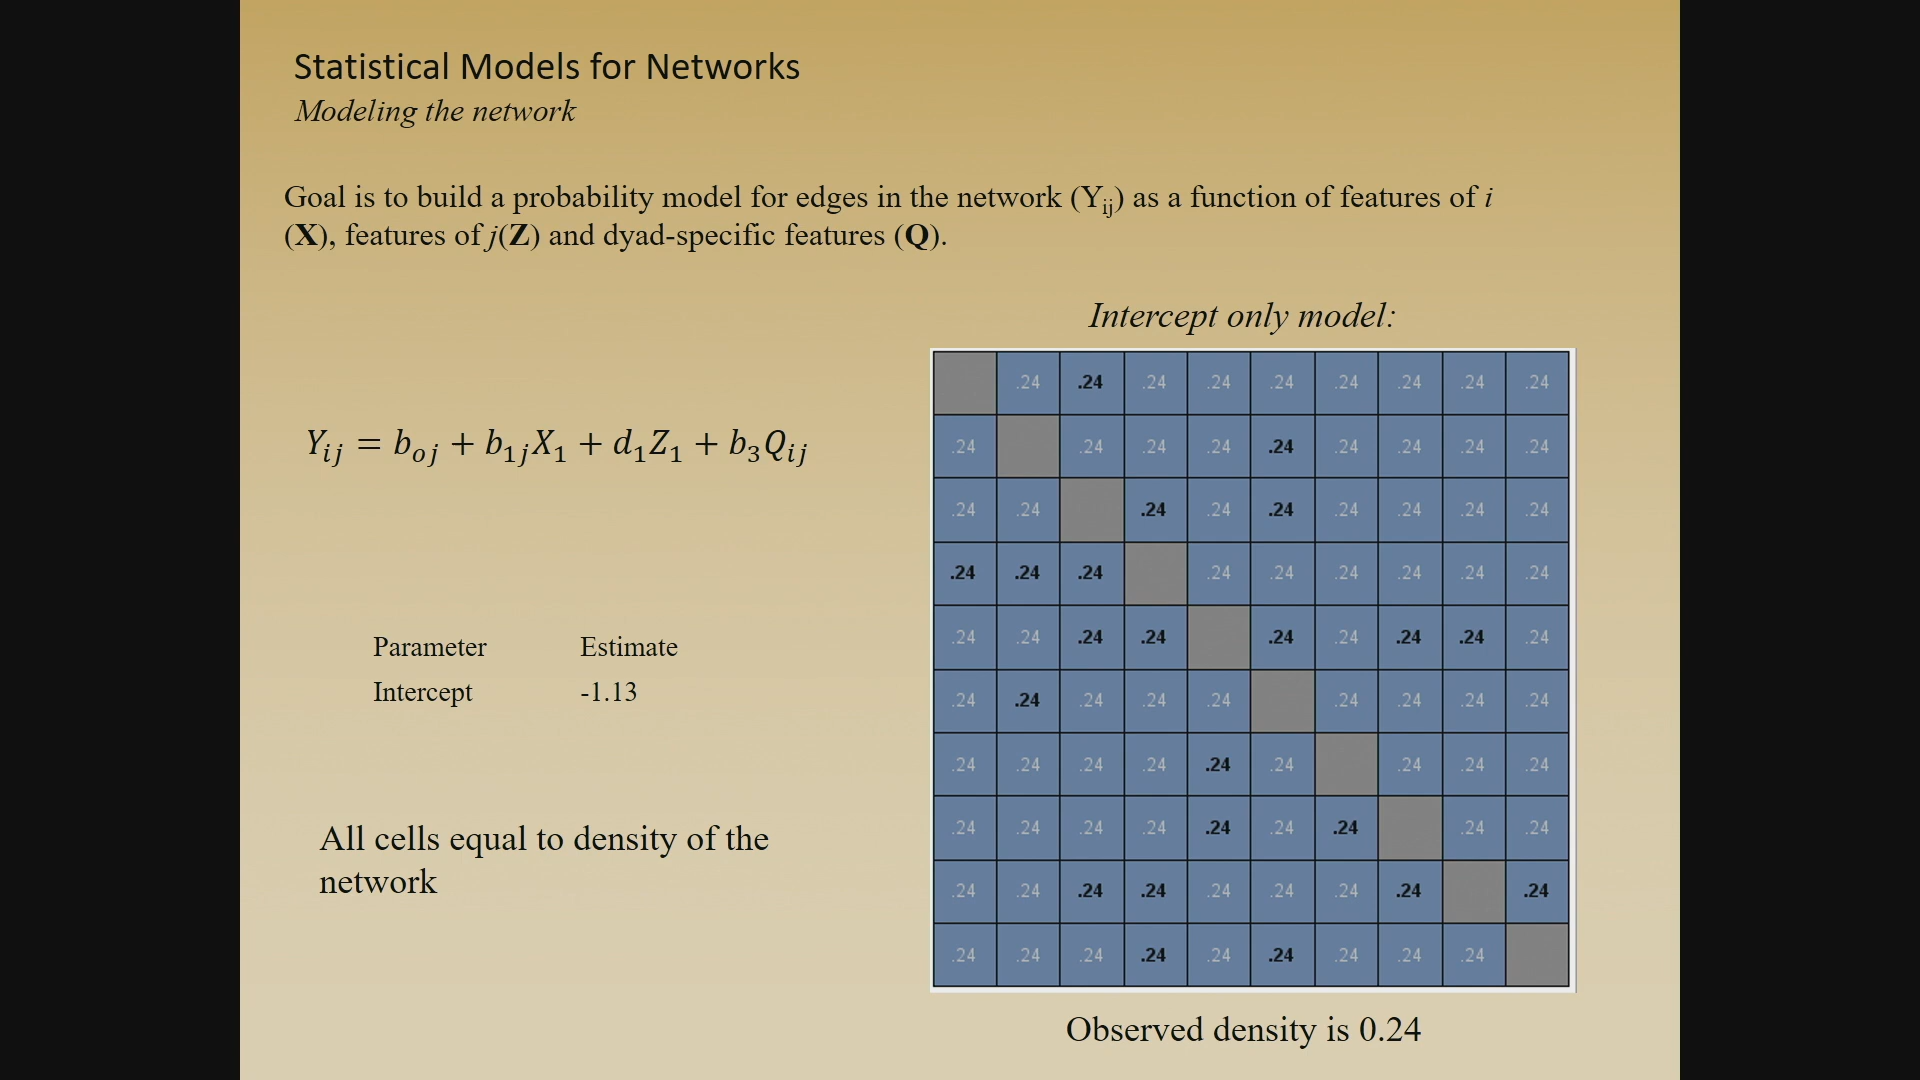 Statistical Models for Networks
Modeling the network
Goal is to build a probability model for edges in the network (Yij) as a function of features of i
(X), features of j(Z) and dyad-specific features (Q).
Intercept only model:
Yij = boj + b1jX1 + d1Z1 + b3Qij
Parameter Estimate
Intercept -1.13
All cells equal to density of the
network
.24 .24 .24 .24 .24 .24 .24 .24 .24
.24 .24 .24 .24 .24 .24 .24 .24 .24
.24 .24 .24 .24 .24 .24 .24 .24 .24
.24 .24 .24 .24 .24 .24 .24 .24 .24
.24 .24 .24 .24 .24 .24 .24 .24 .24
.24 .24 .24 .24 .24 .24 .24 .24 .24
.24 .24 .24 .24 .24 .24 .24 .24 .24
.24 .24 .24 .24 .24 .24 .24 .24 .24
.24 .24 .24 .24 .24 .24 .24 .24 .24
.24 .24 .24 .24 .24 .24 .24 .24 .24
Observed density is 0.24